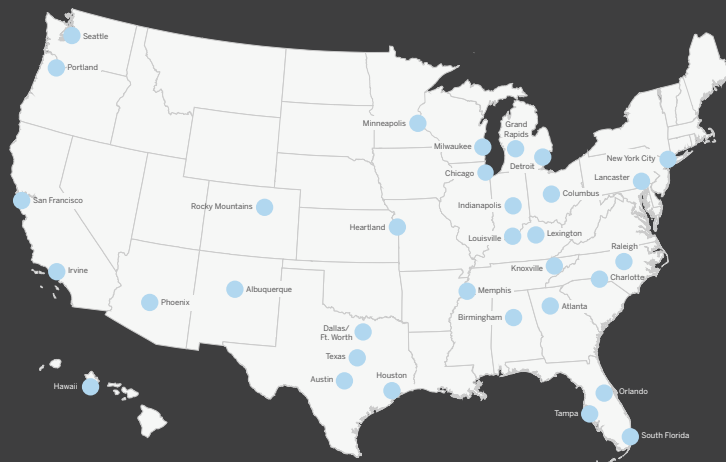 Seattle
Portland
Minneapolis
Grand
Rapids
Milwaukee
Detroit
New York City
Chicago
Lancaster
Columbus
San Francisco
Rocky Mountains
Indianapolis
Heartland
Louisville
Lexington
Raleigh
Irvine
Knoxville
Charlotte
Albuquerque
Memphis
Phoenix
Atlanta
Birmingham
Dallas/
Ft. Worth
Texas
Austin
Houston
Hawaii
Orlando
Tampa
South Florida